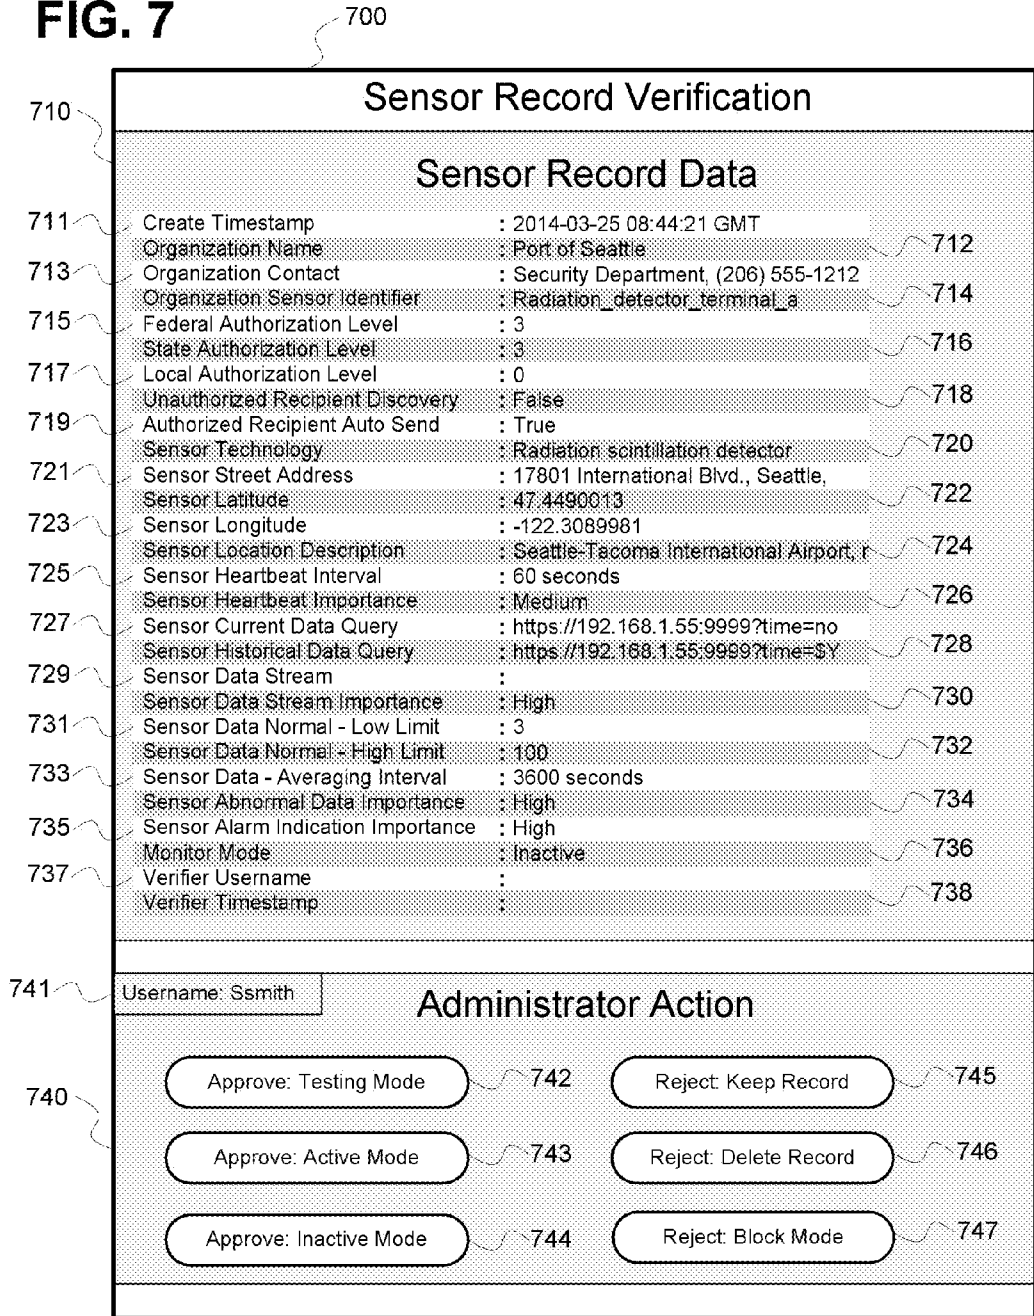 FIG. 7
700
Sensor Record Verification
710
Sensor Record Data
711 Create Timestamp : 2014-03-25 08:44:21 GMT
Organization Name : Port of Seattle 712
713 Organization Contact : Security Department, (206) 555-1212
Organization Sensor Identifier : Radiation_detector_terminal_a 714
715 Federal Authorization Level : 3
State Authorization Level : 3 716
717 Local Authorization Level : 0
Unauthorized Recipient Discovery : False 718
719 Authorized Recipient Auto Send : True
Sensor Technology : Radiation scintillation detector 720
721 Sensor Street Address : 17801 International Blvd., Seattle,
Sensor Latitude : 47.4490013 722
723 Sensor Longitude : -122.3089981
Sensor Location Description : Seattle-Tacoma International Airport, r 724
725 Sensor Heartbeat Interval : 60 seconds
Sensor Heartbeat Importance : Medium 726
727 Sensor Current Data Query : https://192.168.1.55:9999?time=no
Sensor Historical Data Query : https://192.168.1.55:9999?time=$Y 728
729 Sensor Data Stream :
Sensor Data Stream Importance : High 730
731 Sensor Data Normal - Low Limit : 3
Sensor Data Normal - High Limit : 100 732
733 Sensor Data - Averaging Interval : 3600 seconds
Sensor Abnormal Data Importance : High 734
735 Sensor Alarm Indication Importance : High
Monitor Mode : Inactive 736
737 Verifier Username :
Verifier Timestamp : 738
741 Username: Ssmith
Administrator Action
740
Approve: Testing Mode 742 Reject: Keep Record 745
Approve: Active Mode 743 Reject: Delete Record 746
Approve: Inactive Mode 744 Reject: Block Mode 747